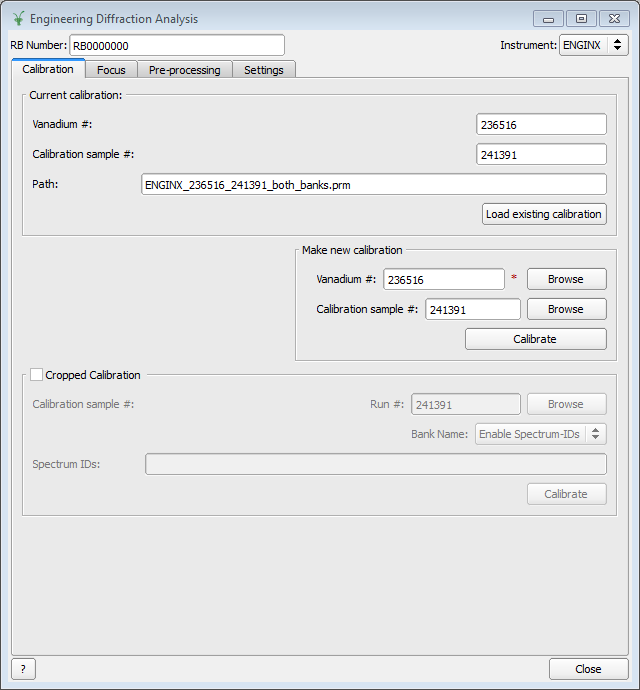 Engineering Diffraction Analysis
RB Number: RB0000000 Instrument: ENGINX
Calibration Focus Pre-processing Settings
Current calibration:
Vanadium #: 236516
Calibration sample #: 241391
Path: ENGINX_236516_241391_both_banks.prm
Load existing calibration
Make new calibration
Vanadium #: 236516 * Browse
Calibration sample #: 241391 Browse
Calibrate
Cropped Calibration
Calibration sample #: Run #: 241391 Browse
Bank Name: Enable Spectrum-IDs
Spectrum IDs:
Calibrate
? Close